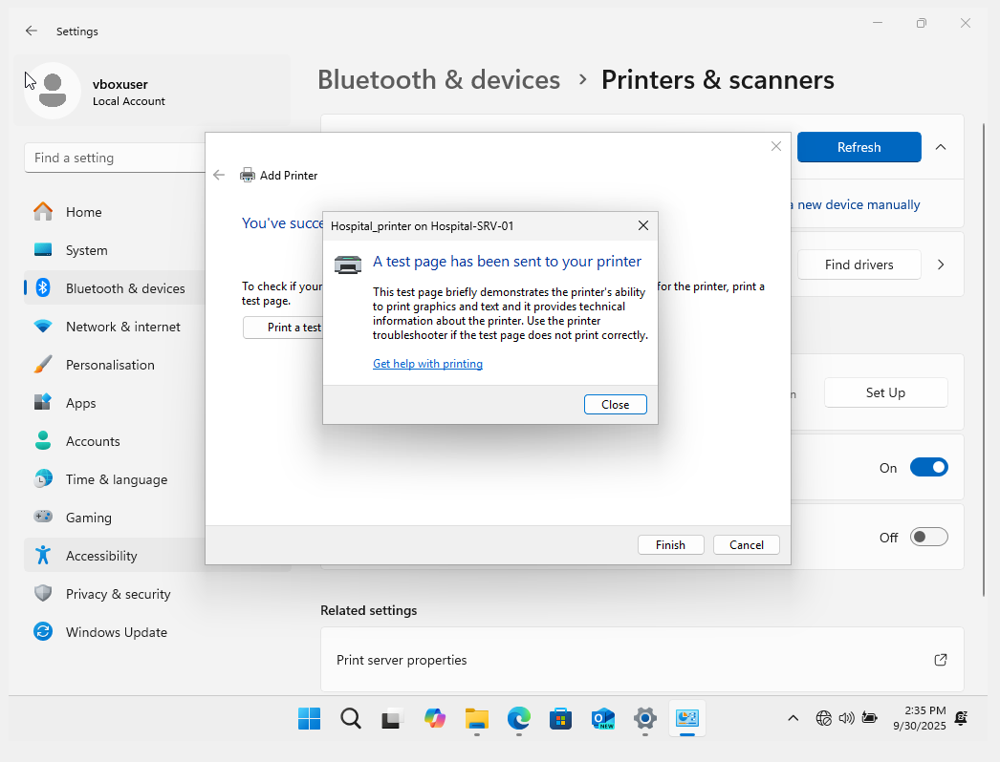 Settings
vboxuser
Local Account
Find a setting
Home
System
Bluetooth & devices
Network & internet
Personalisation
Apps
Accounts
Time & language
Gaming
Accessibility
Privacy & security
Windows Update
Bluetooth & devices > Printers & scanners
Refresh
a new device manually
Find drivers
Set Up
On
Off
Related settings
Print server properties
Add Printer
You've succe
To check if your
for the printer, print a
test page.
Print a test
Finish
Cancel
Hospital_printer on Hospital-SRV-01
A test page has been sent to your printer
This test page briefly demonstrates the printer's ability
to print graphics and text and it provides technical
information about the printer. Use the printer
troubleshooter if the test page does not print correctly.
Get help with printing
Close
NEW
2:35 PM
9/30/2025